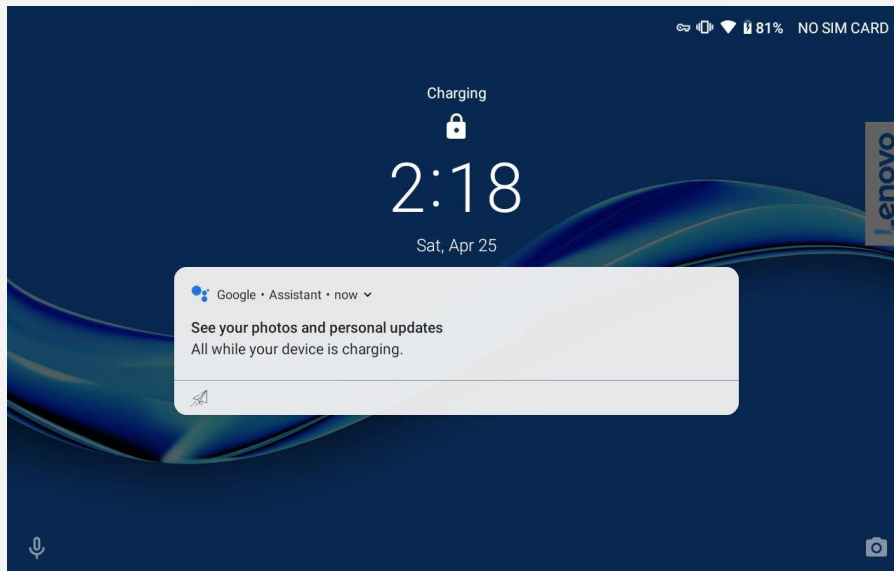 81% NO SIM CARD
Charging
2:18
Sat, Apr 25
Lenovo
Google • Assistant • now
See your photos and personal updates
All while your device is charging.